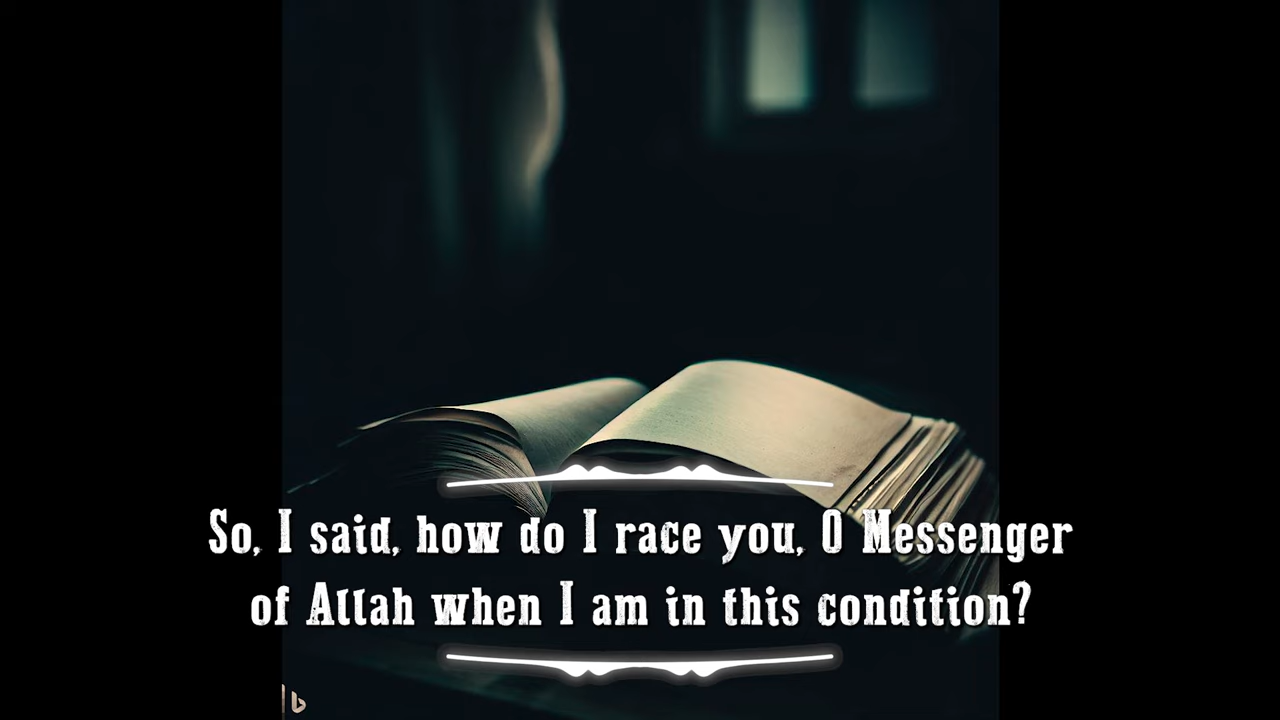 So, I said, how do I race you, O Messenger
of Allah when I am in this condition?